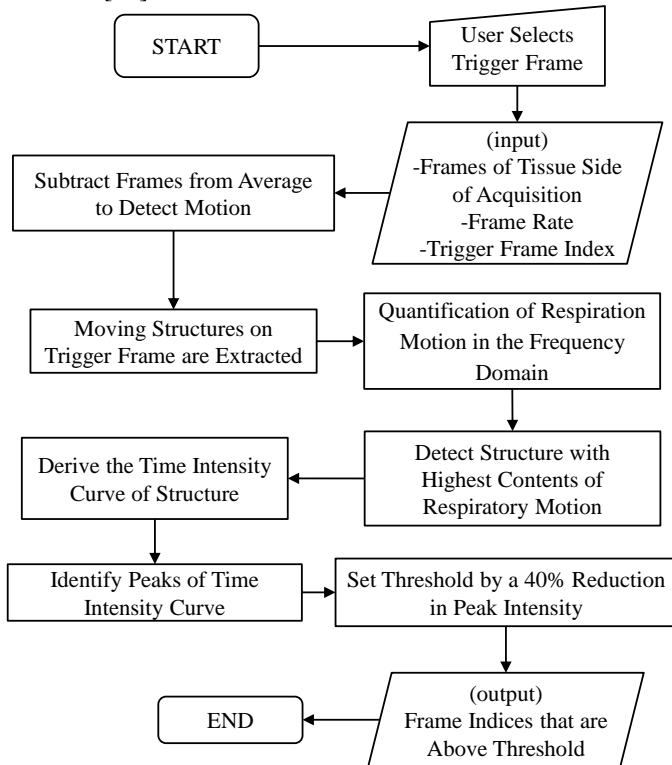 START
User Selects
Trigger Frame
(input)
-Frames of Tissue Side
of Acquisition
-Frame Rate
-Trigger Frame Index
Subtract Frames from Average
to Detect Motion
Moving Structures on
Trigger Frame are Extracted
Quantification of Respiration
Motion in the Frequency
Domain
Detect Structure with
Highest Contents of
Respiratory Motion
Derive the Time Intensity
Curve of Structure
Identify Peaks of Time
Intensity Curve
Set Threshold by a 40% Reduction
in Peak Intensity
(output)
Frame Indices that are
Above Threshold
END